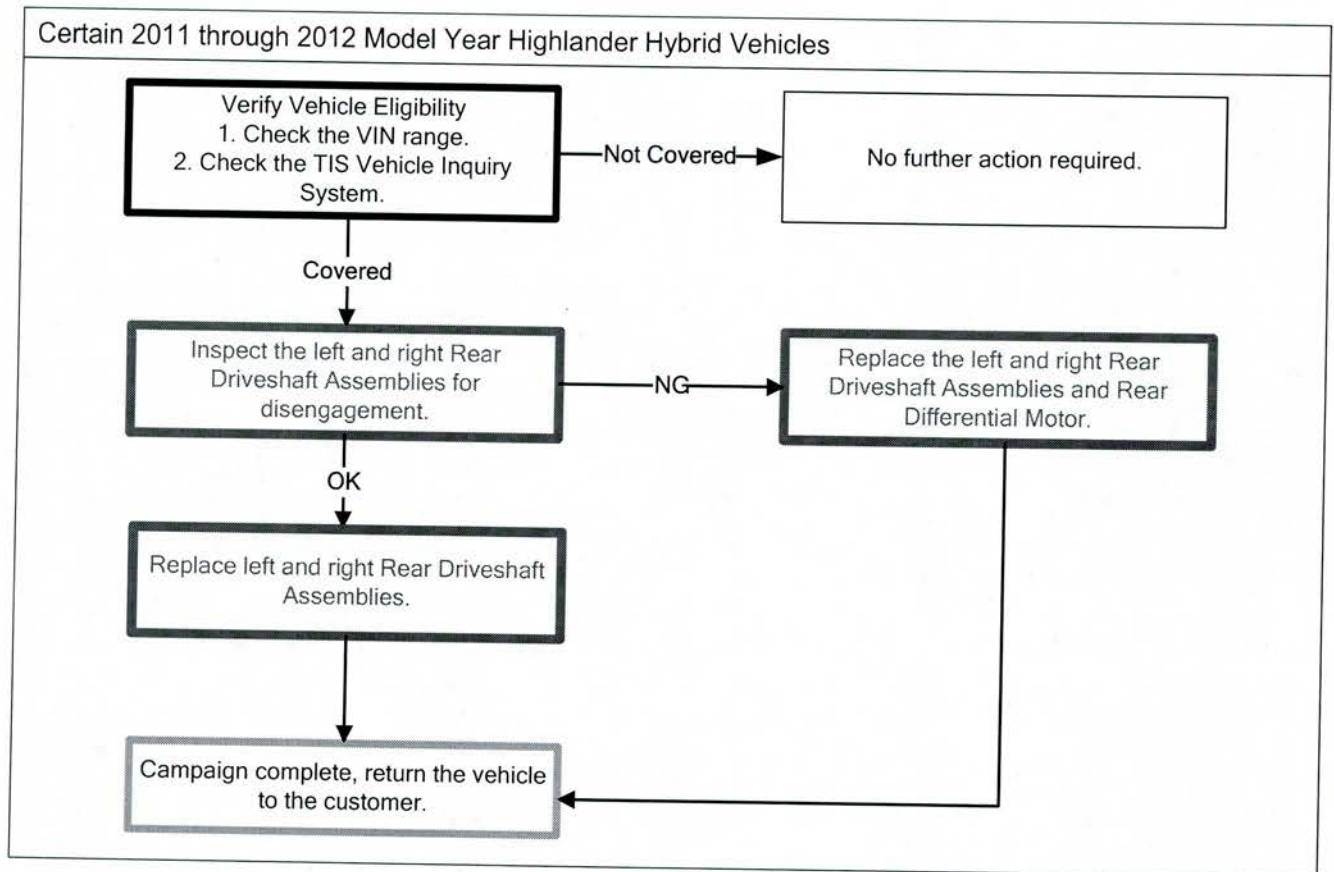 Certain 2011 through 2012 Model Year Highlander Hybrid Vehicles
Verify Vehicle Eligibility
1. Check the VIN range.
2. Check the TIS Vehicle Inquiry
System.
Not Covered
No further action required.
Covered
Inspect the left and right Rear
Driveshaft Assemblies for
disengagement.
NG
Replace the left and right Rear
Driveshaft Assemblies and Rear
Differential Motor.
OK
Replace left and right Rear Driveshaft
Assemblies.
Campaign complete, return the vehicle
to the customer.